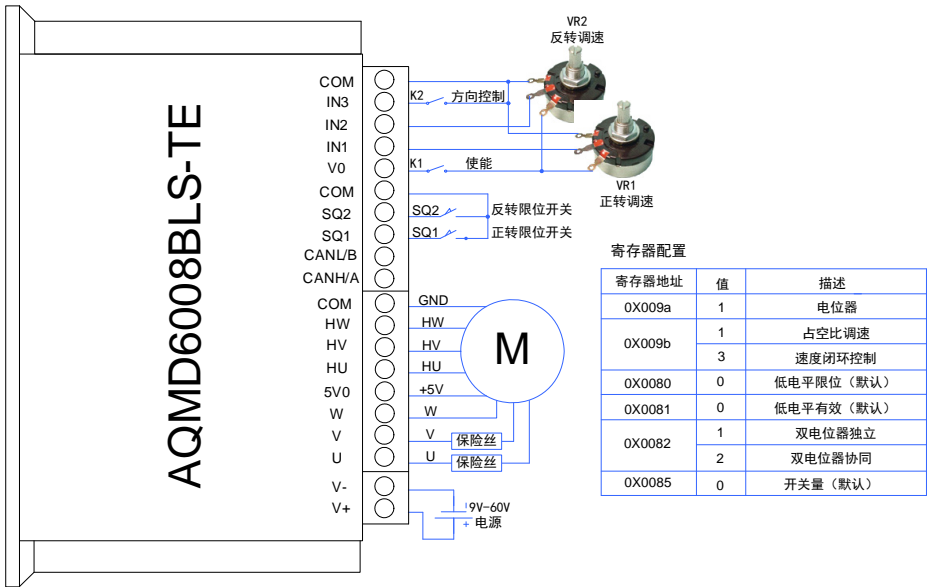 AQMD6008BLS-TE
COM
IN3
IN2
IN1
V0
COM
SQ2
SQ1
CANL/B
CANH/A
COM
HW
HV
HU
5V0
W
V
U
V-
V+
VR2
反转调速
K2 方向控制
K1 使能
VR1
正转调速
SQ2 反转限位开关
SQ1 正转限位开关
GND
HW
HV
HU
+5V
W
V 保险丝
U 保险丝
M
- 9V-60V
+ 电源
寄存器配置
寄存器地址 值 描述
0X009a 1 电位器
0X009b 1 占空比调速
3 速度闭环控制
0X0080 0 低电平限位（默认）
0X0081 0 低电平有效（默认）
0X0082 1 双电位器独立
2 双电位器协同
0X0085 0 开关量（默认）